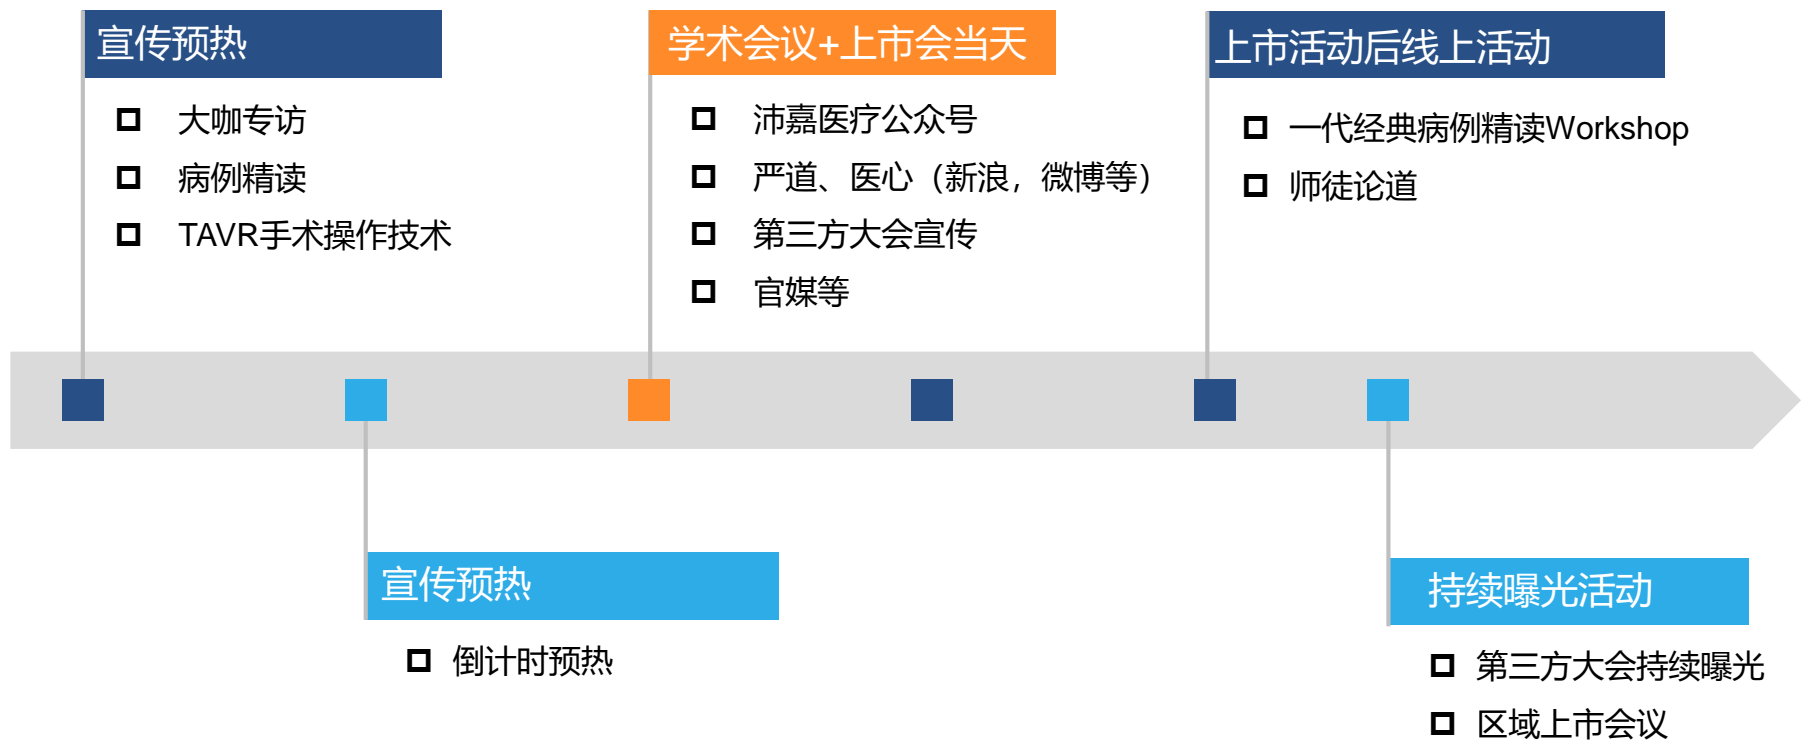 宣传预热
大咖专访
病例精读
TAVR手术操作技术
学术会议+上市会当天
沛嘉医疗公众号
严道、医心（新浪，微博等）
第三方大会宣传
官媒等
上市活动后线上活动
一代经典病例精读Workshop
师徒论道
宣传预热
倒计时预热
持续曝光活动
第三方大会持续曝光
区域上市会议